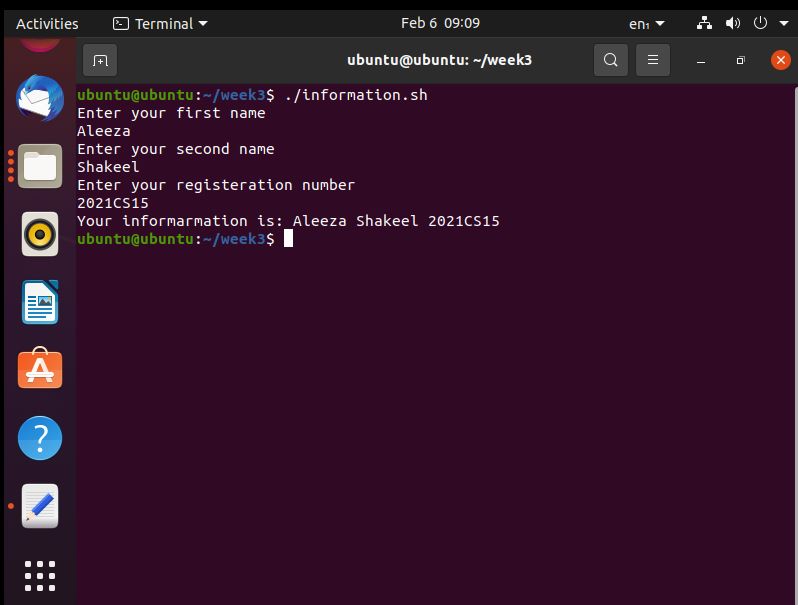 Activities Terminal Feb 6 09:09 en₁
ubuntu@ubuntu: ~/week3
ubuntu@ubuntu:~/week3$ ./information.sh
Enter your first name
Aleeza
Enter your second name
Shakeel
Enter your registeration number
2021CS15
Your informarmation is: Aleeza Shakeel 2021CS15
ubuntu@ubuntu:~/week3$